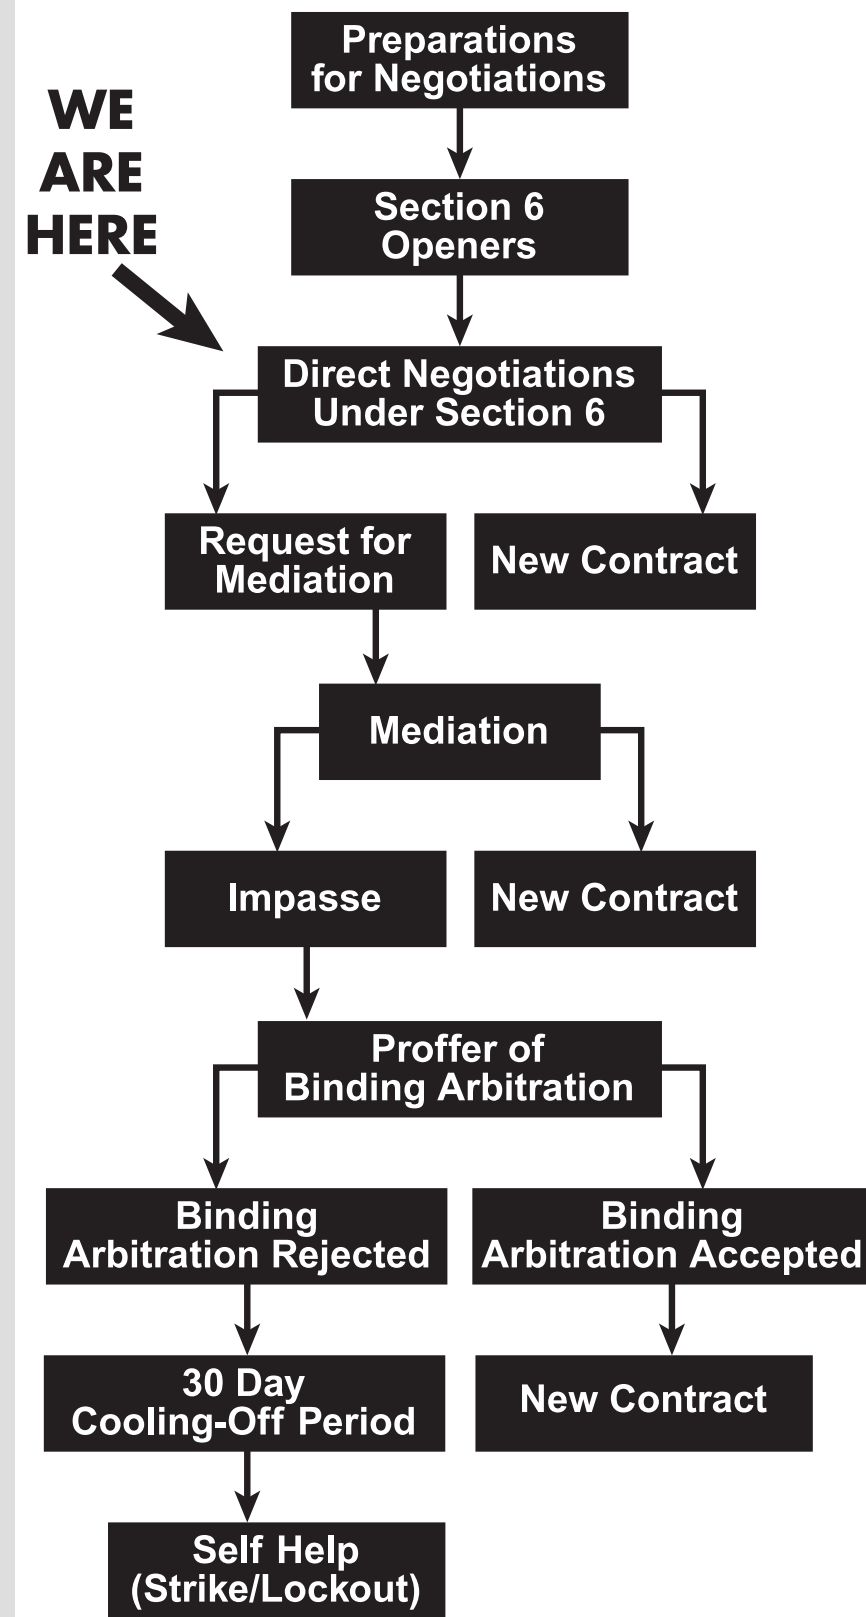 Preparations
for Negotiations
WE
ARE
HERE
Section 6
Openers
Direct Negotiations
Under Section 6
Request for
Mediation
New Contract
Mediation
Impasse
New Contract
Proffer of
Binding Arbitration
Binding
Arbitration Rejected
Binding
Arbitration Accepted
30 Day
Cooling-Off Period
New Contract
Self Help
(Strike/Lockout)